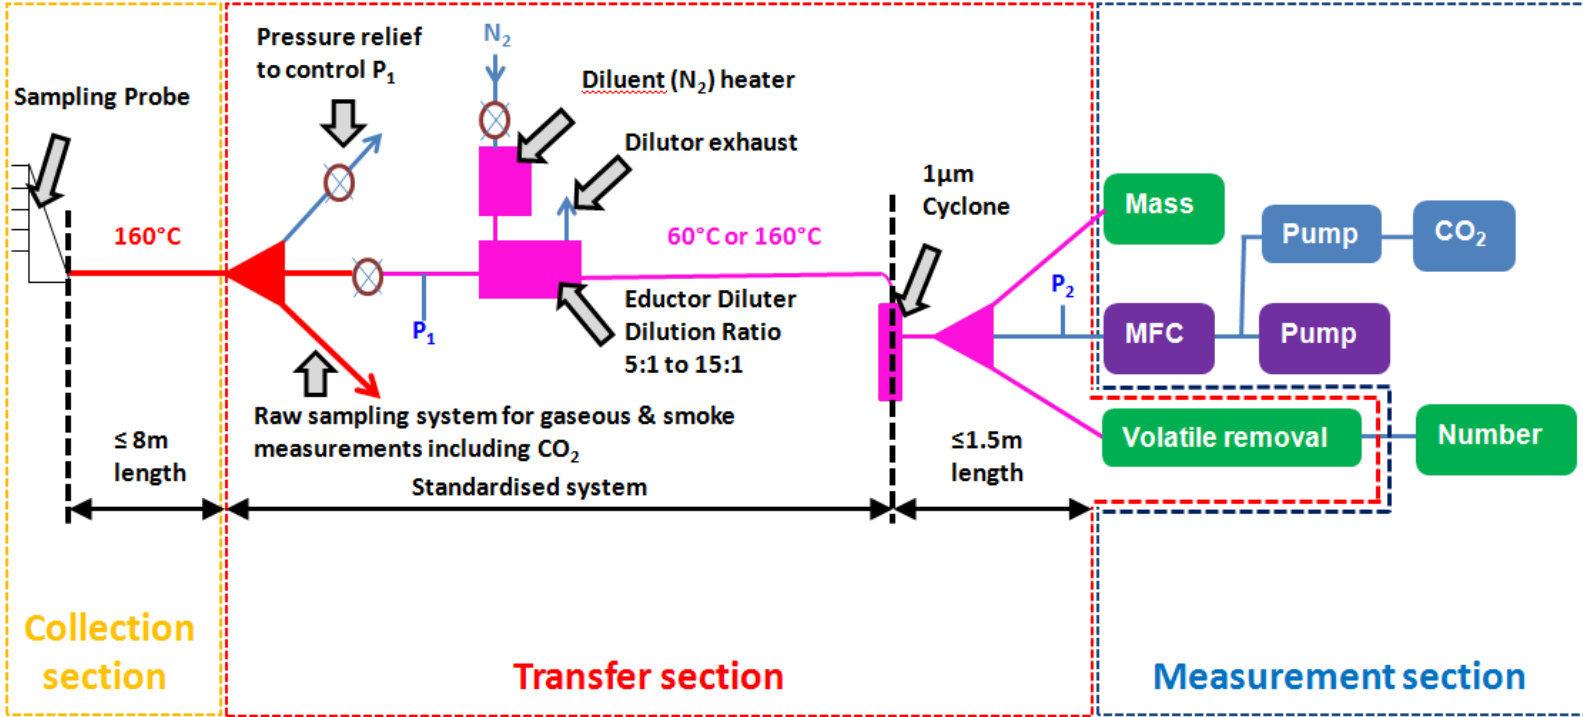 Sampling Probe
160°C
≤ 8m
length
Collection
section
Pressure relief
to control P₁
N₂
Diluent (N₂) heater
Dilutor exhaust
60°C or 160°C
1µm
Cyclone
P₁
Eductor Diluter
Dilution Ratio
5:1 to 15:1
Raw sampling system for gaseous & smoke
measurements including CO₂
Standardised system
≤1.5m
length
P₂
Transfer section
Mass
Pump
CO₂
MFC
Pump
Volatile removal
Number
Measurement section